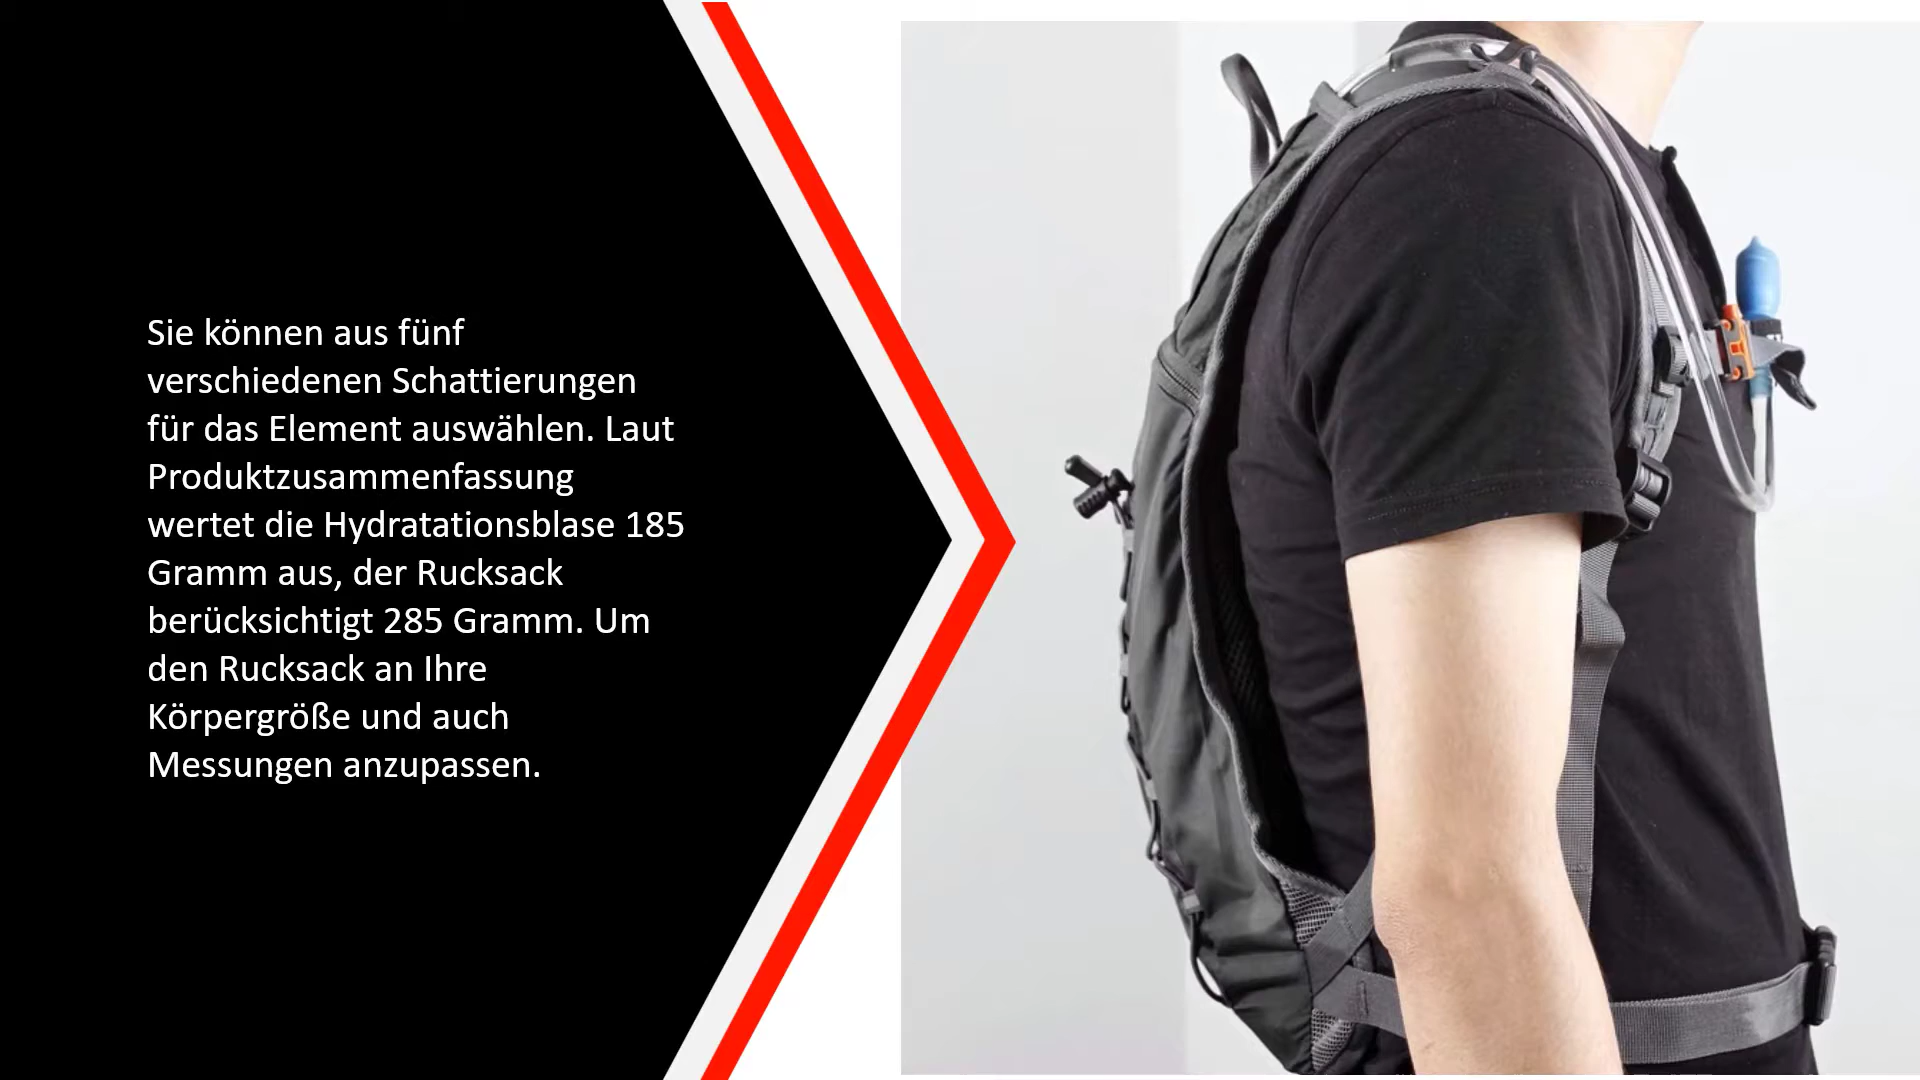 Sie können aus fünf
verschiedenen Schattierungen
für das Element auswählen. Laut
Produktzusammenfassung
wertet die Hydratationsblase 185
Gramm aus, der Rucksack
berücksichtigt 285 Gramm. Um
den Rucksack an Ihre
Körpergröße und auch
Messungen anzupassen.